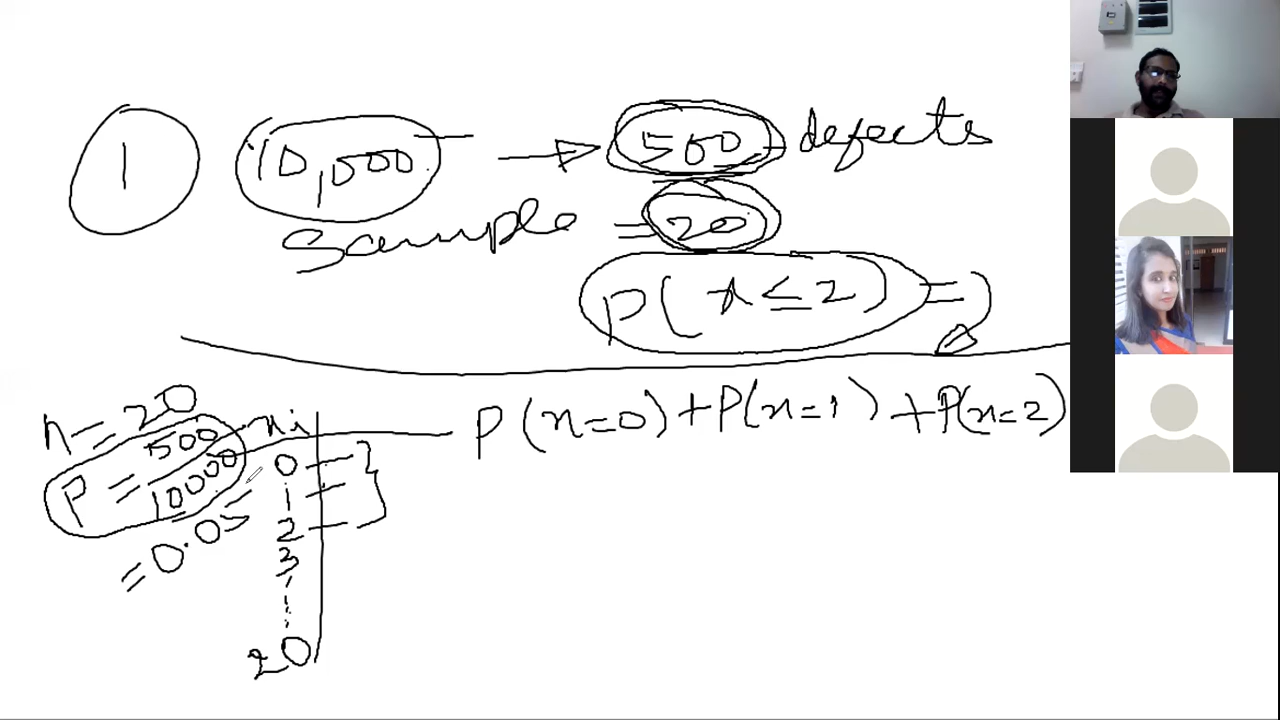 1 10,000 → 500 defects
Sample = 20
P(x ≤ 2) = ?
P(x=0) + P(x=1) + P(x=2)
n = 20
P = 500/10000
= 0.05
xi
0
1
2
3
20